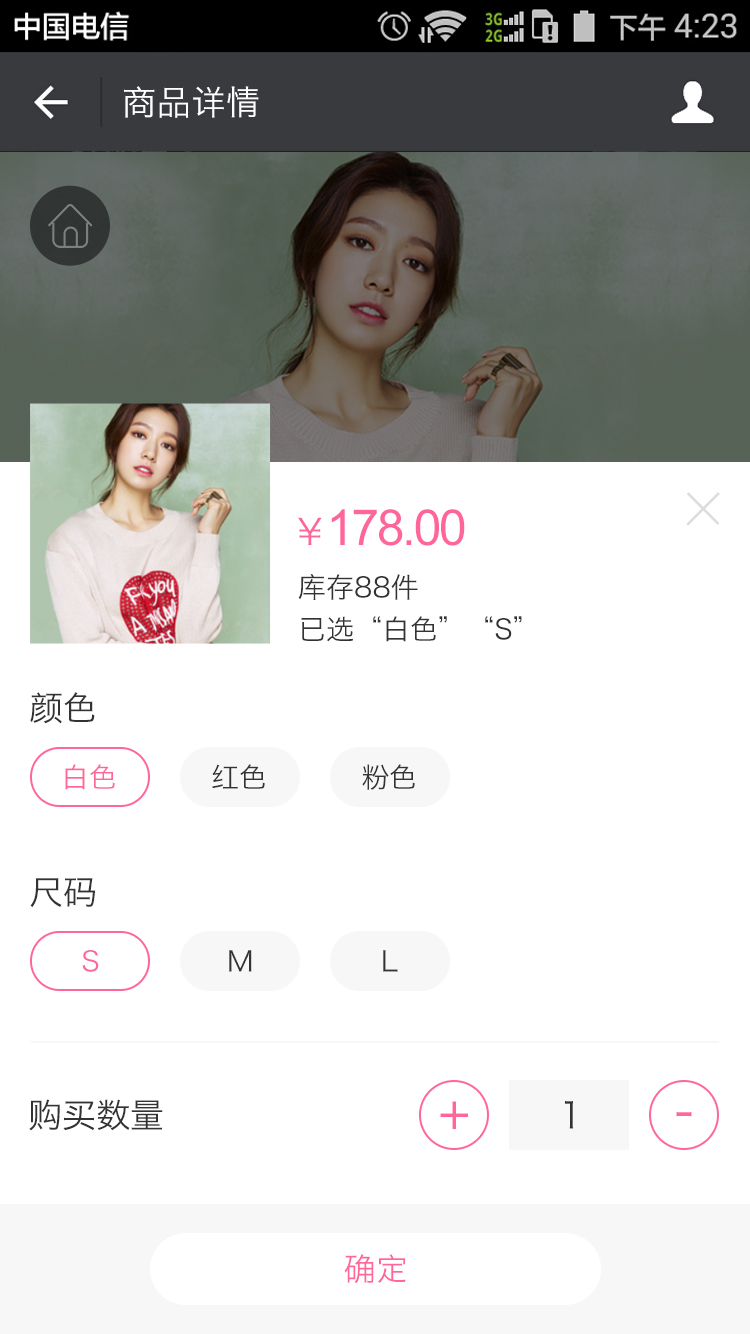 中国电信
3G
2G
下午 4:23
商品详情
¥178.00
库存88件
已选“白色” “S”
颜色
白色 红色 粉色
尺码
S M L
购买数量
+ 1 -
确定